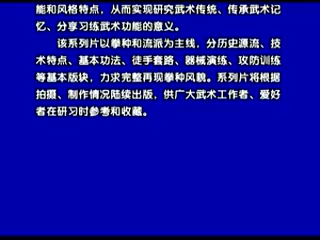 能和风格特点，从而实现研究武术传统、传承武术记
忆、分享习练武术功能的意义。
该系列片以拳种和流派为主线，分历史源流、技
术特点、基本功法、徒手套路、器械演练、攻防训练
等基本版块，力求完整再现拳种风貌。系列片将根据
拍摄、制作情况陆续出版，供广大武术工作者、爱好
者在研习时参考和收藏。